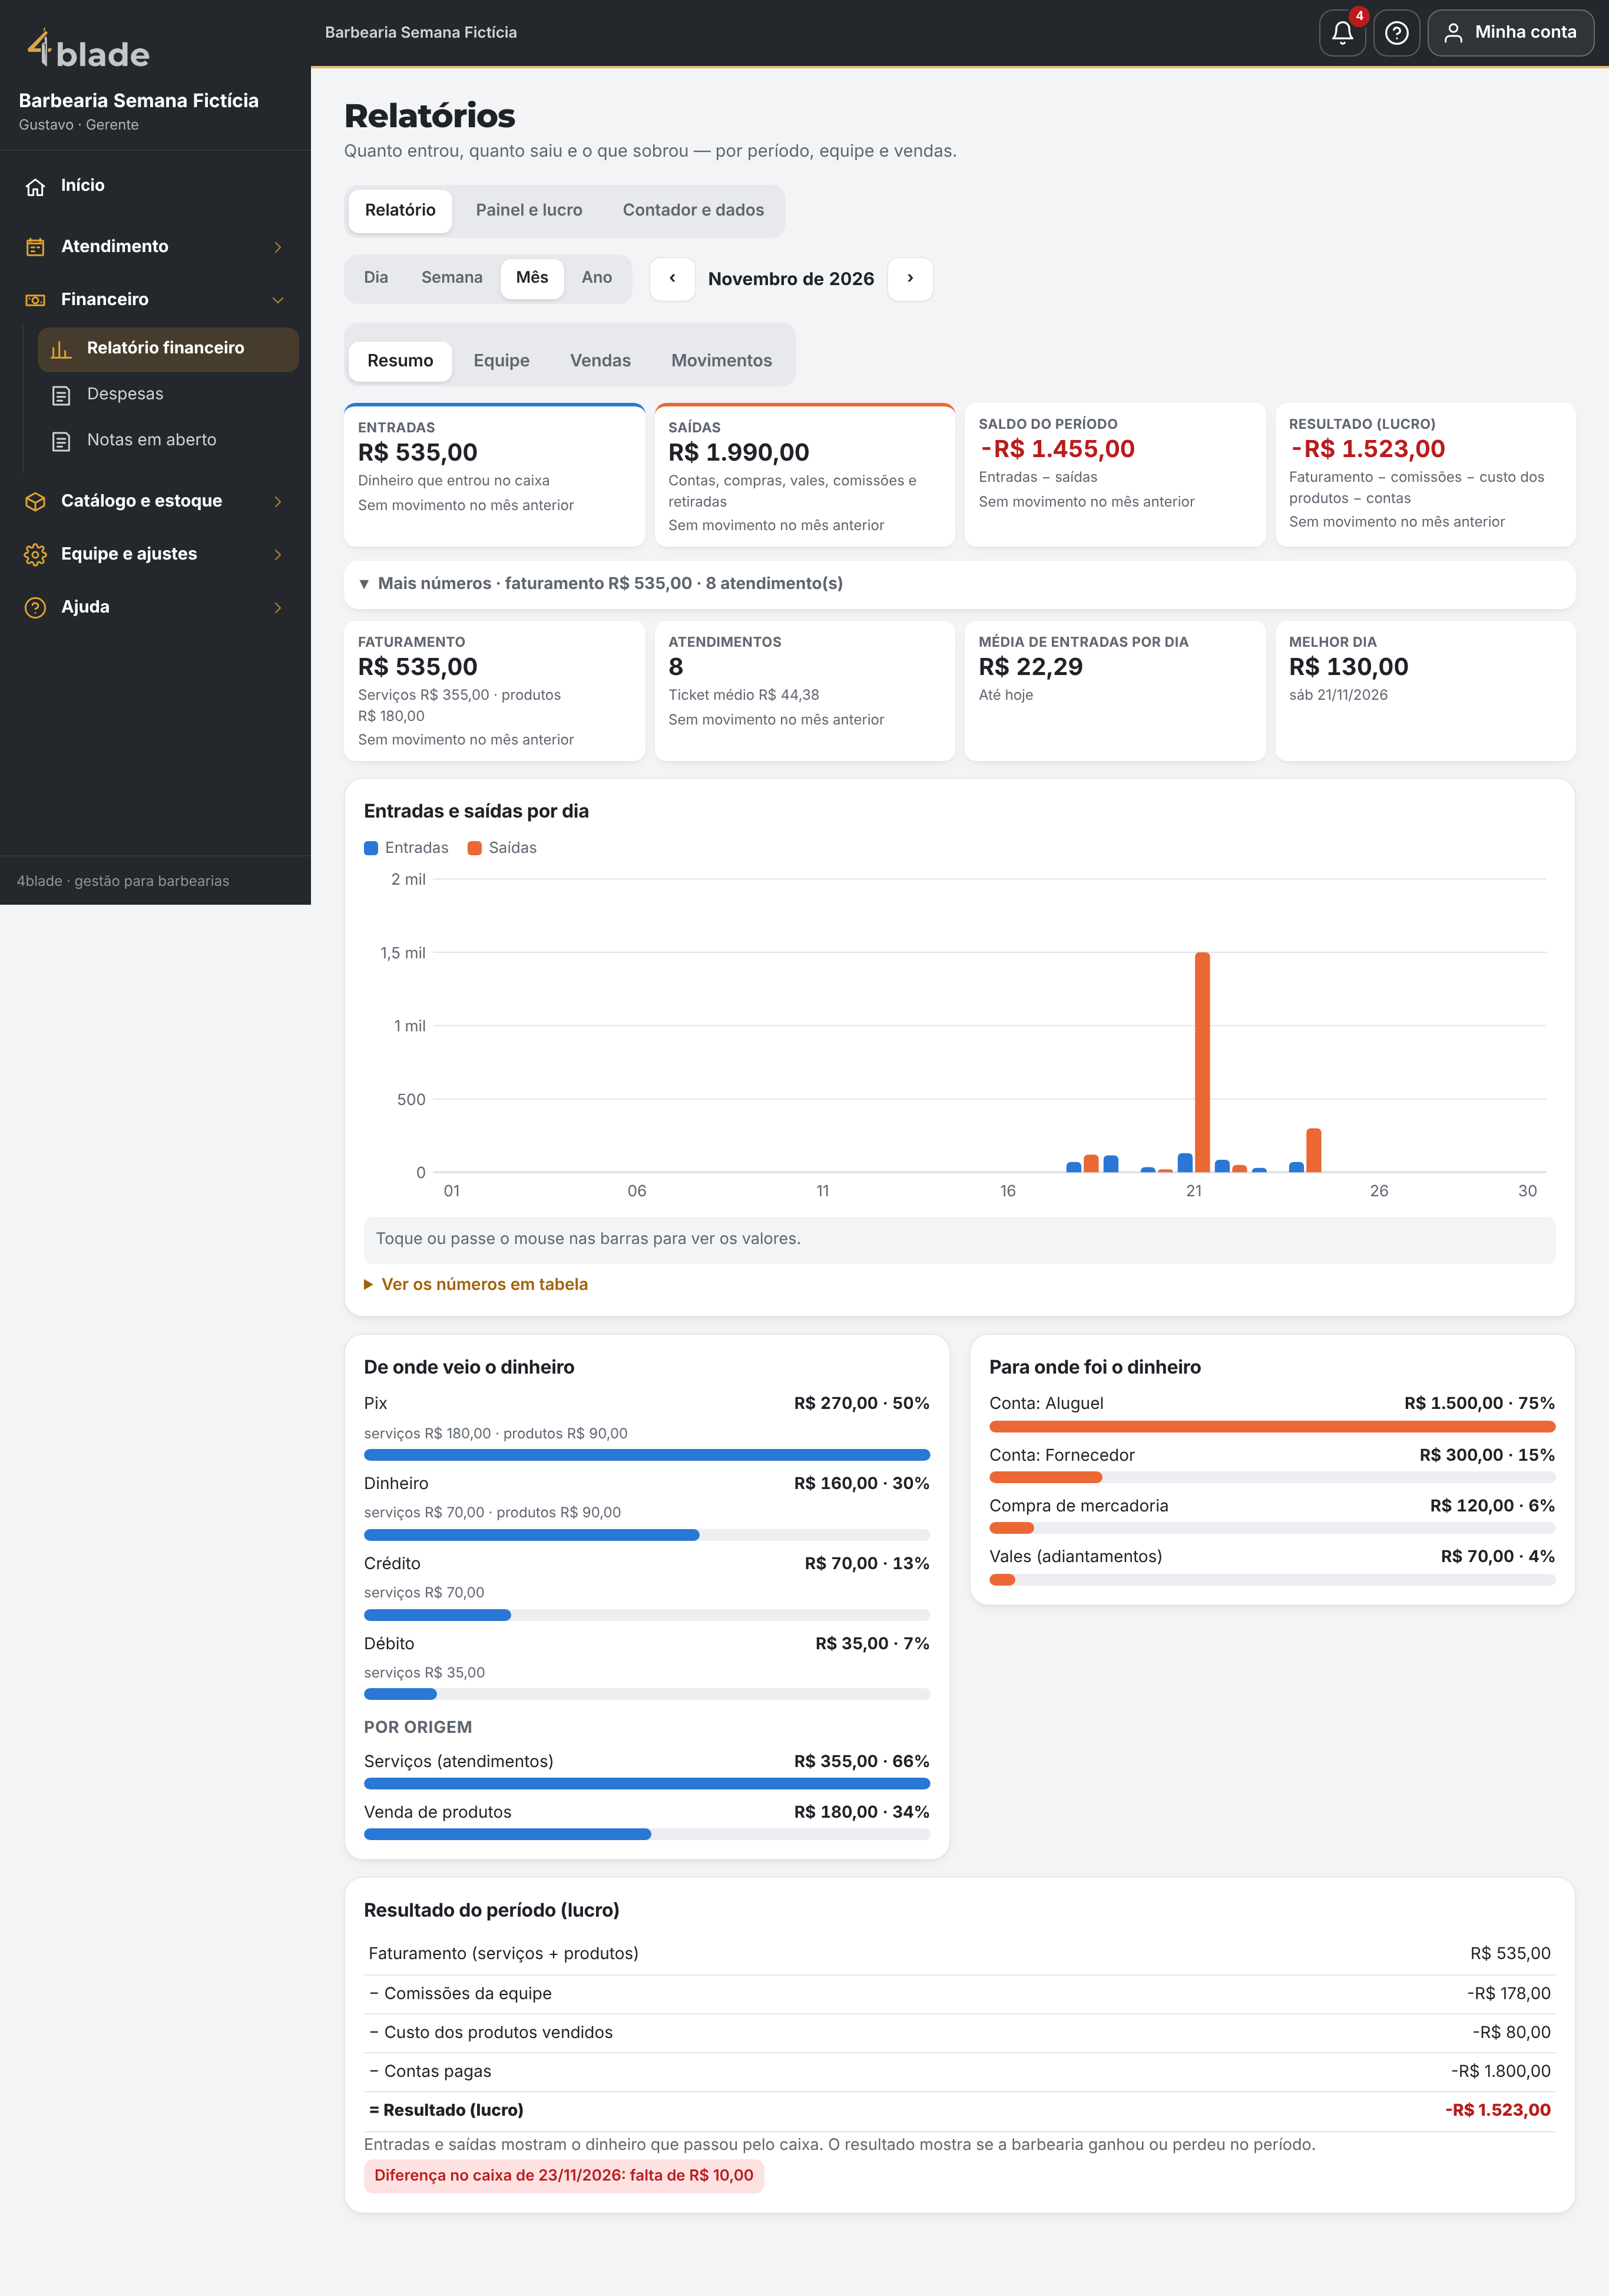 4blade
Barbearia Semana Fictícia
Gustavo · Gerente
Início
Atendimento
Financeiro
Relatório financeiro
Despesas
Notas em aberto
Catálogo e estoque
Equipe e ajustes
Ajuda
4blade · gestão para barbearias
Barbearia Semana Fictícia
4
Minha conta
Relatórios
Quanto entrou, quanto saiu e o que sobrou — por período, equipe e vendas.
Relatório Painel e lucro Contador e dados
Dia Semana Mês Ano ‹ Novembro de 2026 ›
Resumo Equipe Vendas Movimentos
ENTRADAS
R$ 535,00
Dinheiro que entrou no caixa
Sem movimento no mês anterior
SAÍDAS
R$ 1.990,00
Contas, compras, vales, comissões e
retiradas
Sem movimento no mês anterior
SALDO DO PERÍODO
-R$ 1.455,00
Entradas − saídas
Sem movimento no mês anterior
RESULTADO (LUCRO)
-R$ 1.523,00
Faturamento − comissões − custo dos
produtos − contas
Sem movimento no mês anterior
▼ Mais números · faturamento R$ 535,00 · 8 atendimento(s)
FATURAMENTO
R$ 535,00
Serviços R$ 355,00 · produtos
R$ 180,00
Sem movimento no mês anterior
ATENDIMENTOS
8
Ticket médio R$ 44,38
Sem movimento no mês anterior
MÉDIA DE ENTRADAS POR DIA
R$ 22,29
Até hoje
MELHOR DIA
R$ 130,00
sáb 21/11/2026
Entradas e saídas por dia
Entradas Saídas
2 mil
1,5 mil
1 mil
500
0
01 06 11 16 21 26 30
Toque ou passe o mouse nas barras para ver os valores.
▶ Ver os números em tabela
De onde veio o dinheiro
Pix R$ 270,00 · 50%
serviços R$ 180,00 · produtos R$ 90,00
Dinheiro R$ 160,00 · 30%
serviços R$ 70,00 · produtos R$ 90,00
Crédito R$ 70,00 · 13%
serviços R$ 70,00
Débito R$ 35,00 · 7%
serviços R$ 35,00
POR ORIGEM
Serviços (atendimentos) R$ 355,00 · 66%
Venda de produtos R$ 180,00 · 34%
Para onde foi o dinheiro
Conta: Aluguel R$ 1.500,00 · 75%
Conta: Fornecedor R$ 300,00 · 15%
Compra de mercadoria R$ 120,00 · 6%
Vales (adiantamentos) R$ 70,00 · 4%
Resultado do período (lucro)
Faturamento (serviços + produtos) R$ 535,00
− Comissões da equipe -R$ 178,00
− Custo dos produtos vendidos -R$ 80,00
− Contas pagas -R$ 1.800,00
= Resultado (lucro) -R$ 1.523,00
Entradas e saídas mostram o dinheiro que passou pelo caixa. O resultado mostra se a barbearia ganhou ou perdeu no período.
Diferença no caixa de 23/11/2026: falta de R$ 10,00